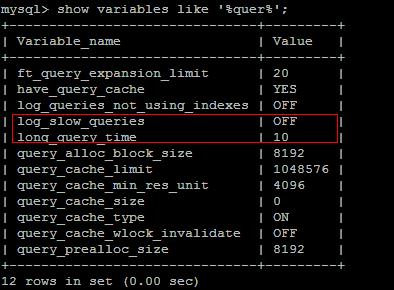 mysql> show variables like '%quer%';
+-------------------------------+---------+
| Variable_name                 | Value   |
+-------------------------------+---------+
| ft_query_expansion_limit      | 20      |
| have_query_cache              | YES     |
| log_queries_not_using_indexes | OFF     |
| log_slow_queries              | OFF     |
| long_query_time               | 10      |
| query_alloc_block_size        | 8192    |
| query_cache_limit             | 1048576 |
| query_cache_min_res_unit      | 4096    |
| query_cache_size              | 0       |
| query_cache_type              | ON      |
| query_cache_wlock_invalidate  | OFF     |
| query_prealloc_size           | 8192    |
+-------------------------------+---------+
12 rows in set (0.00 sec)